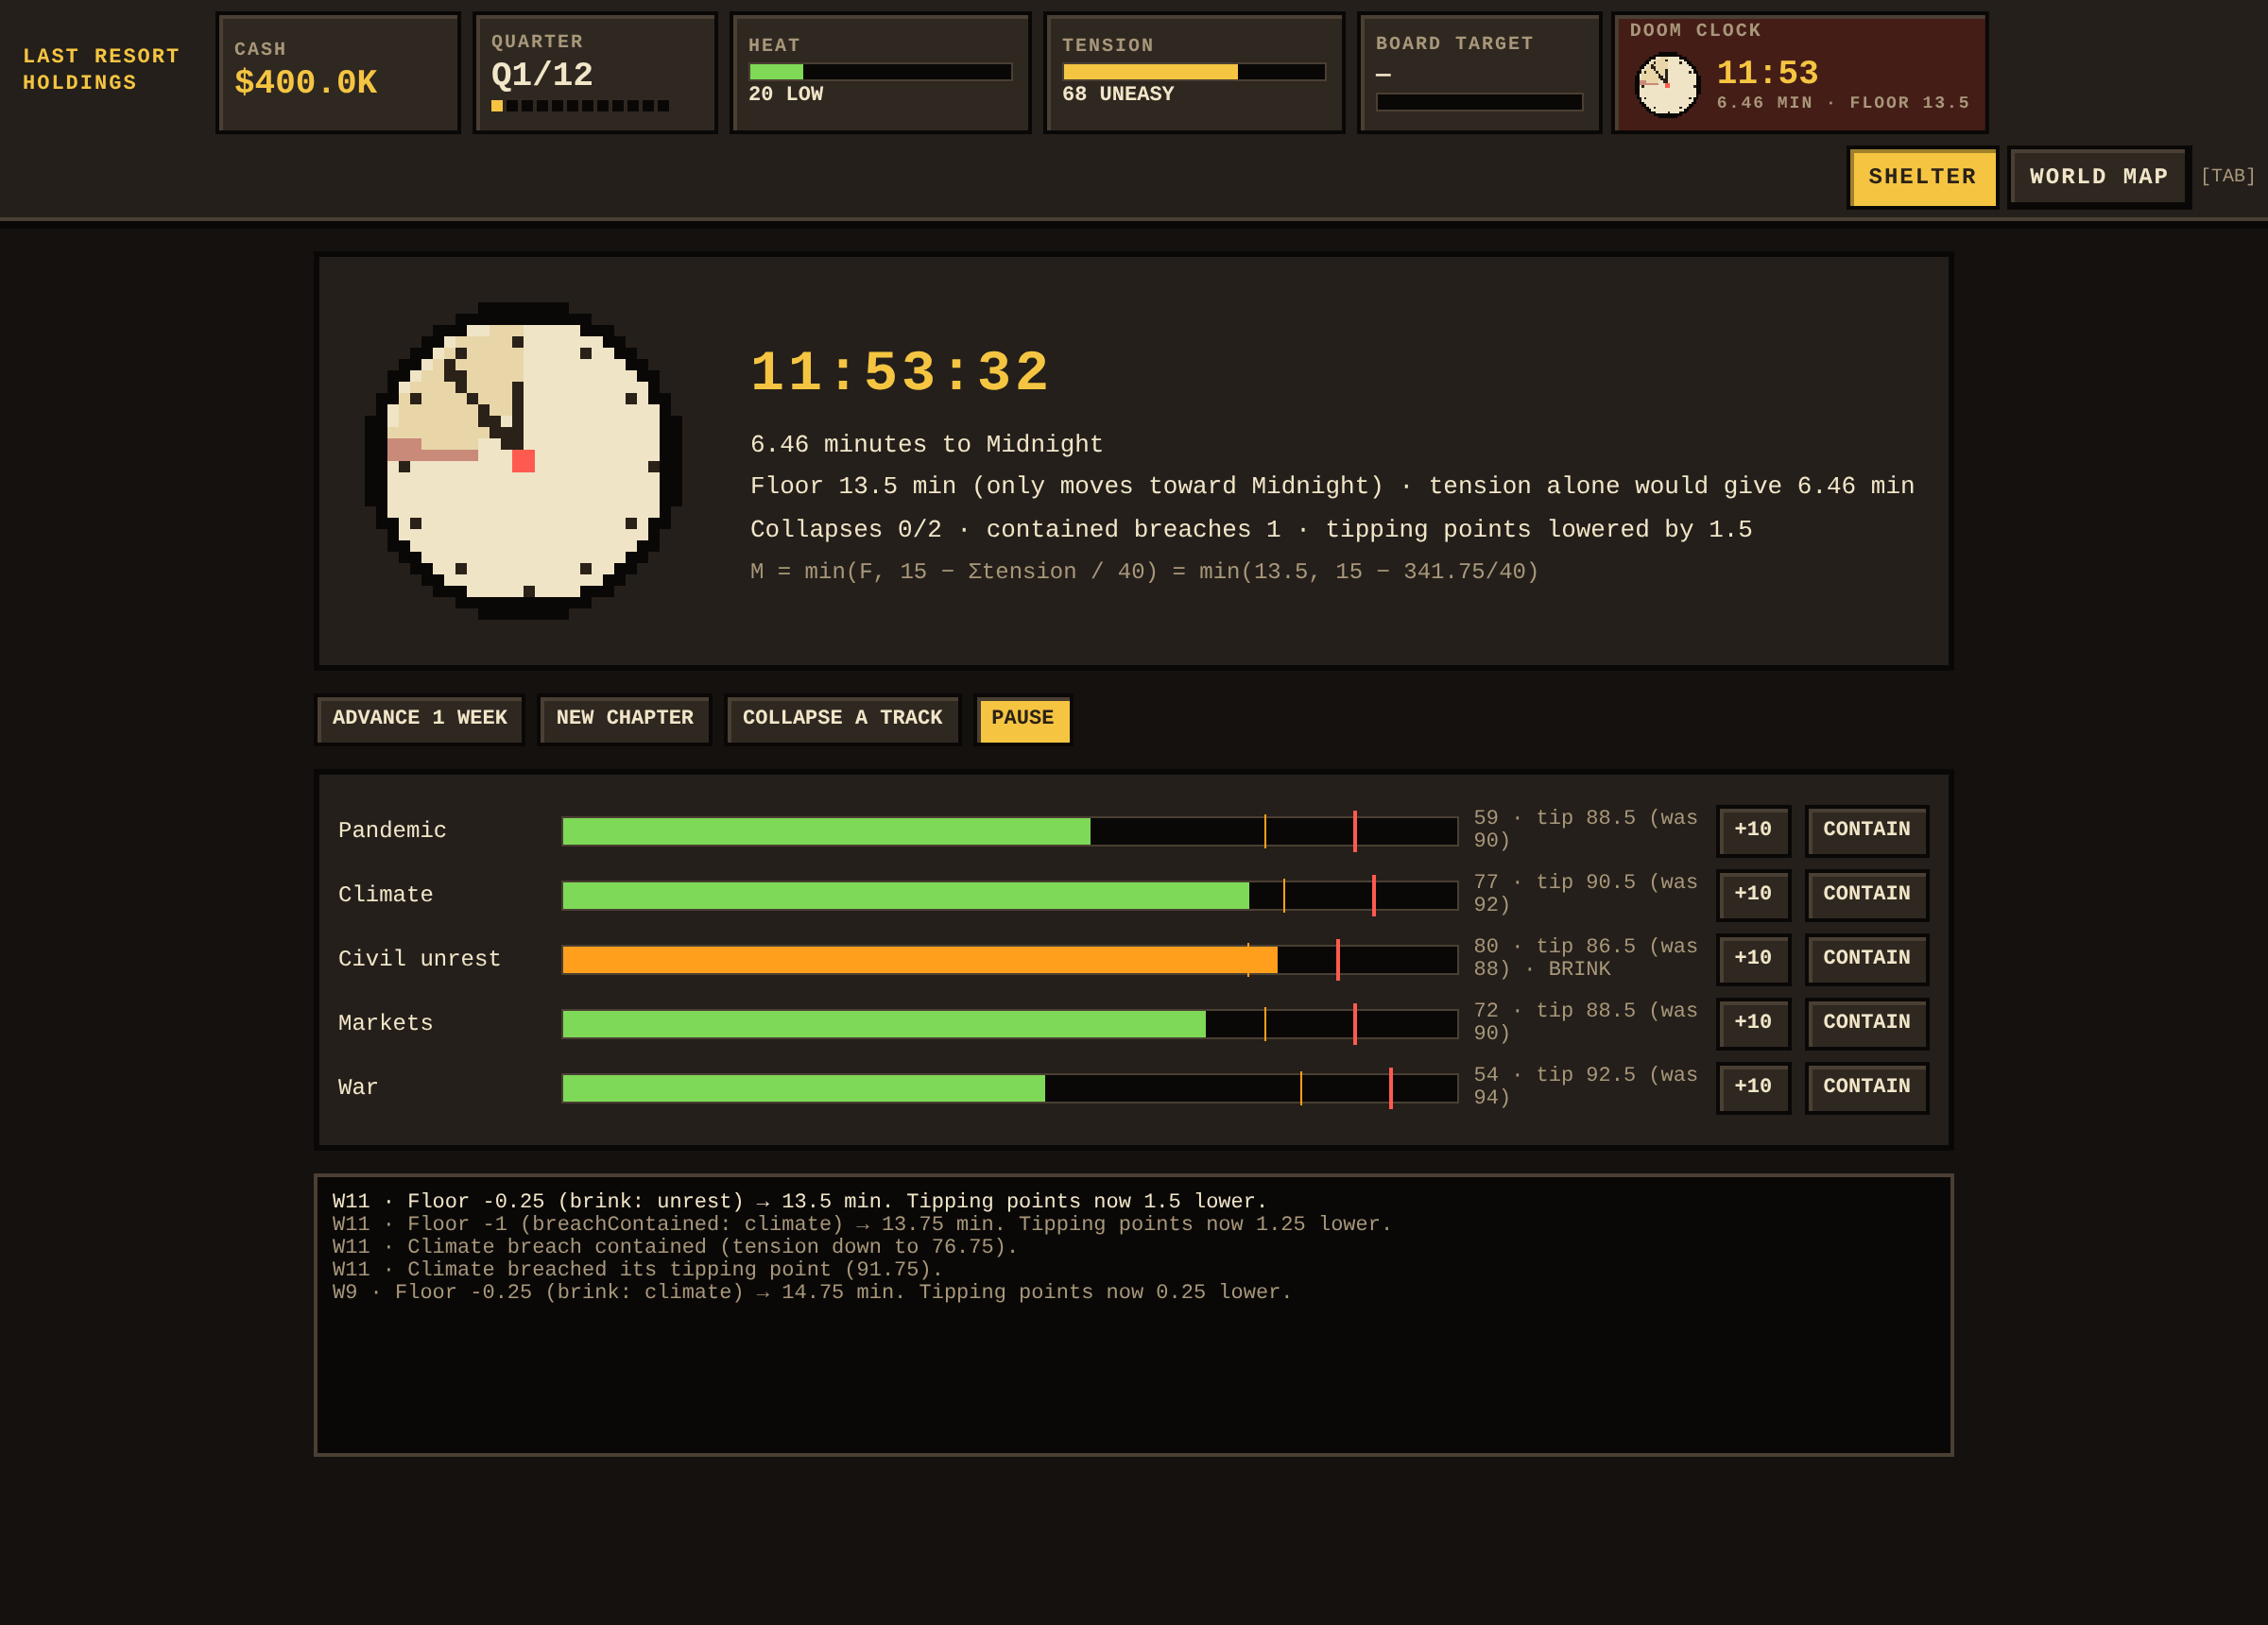 LAST RESORT
HOLDINGS
CASH
$400.0K
QUARTER
Q1/12
HEAT
20 LOW
TENSION
68 UNEASY
BOARD TARGET
—
DOOM CLOCK
11:53
6.46 MIN · FLOOR 13.5
SHELTER
WORLD MAP
[TAB]
11:53:32
6.46 minutes to Midnight
Floor 13.5 min (only moves toward Midnight) · tension alone would give 6.46 min
Collapses 0/2 · contained breaches 1 · tipping points lowered by 1.5
M = min(F, 15 − Σtension / 40) = min(13.5, 15 − 341.75/40)
ADVANCE 1 WEEK
NEW CHAPTER
COLLAPSE A TRACK
PAUSE
Pandemic
59 · tip 88.5 (was
90)
+10
CONTAIN
Climate
77 · tip 90.5 (was
92)
+10
CONTAIN
Civil unrest
80 · tip 86.5 (was
88) · BRINK
+10
CONTAIN
Markets
72 · tip 88.5 (was
90)
+10
CONTAIN
War
54 · tip 92.5 (was
94)
+10
CONTAIN
W11 · Floor -0.25 (brink: unrest) → 13.5 min. Tipping points now 1.5 lower.
W11 · Floor -1 (breachContained: climate) → 13.75 min. Tipping points now 1.25 lower.
W11 · Climate breach contained (tension down to 76.75).
W11 · Climate breached its tipping point (91.75).
W9 · Floor -0.25 (brink: climate) → 14.75 min. Tipping points now 0.25 lower.